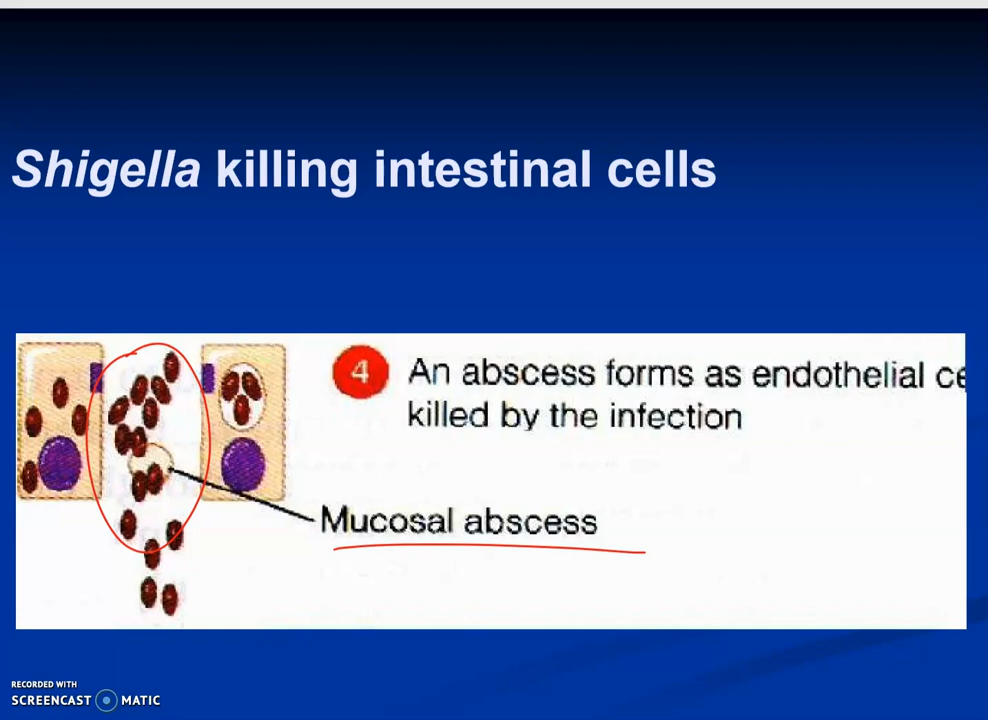 Shigella killing intestinal cells
4
An abscess forms as endothelial
killed by the infection
Mucosal abscess
RECORDED WITH
SCREENCAST MATIC